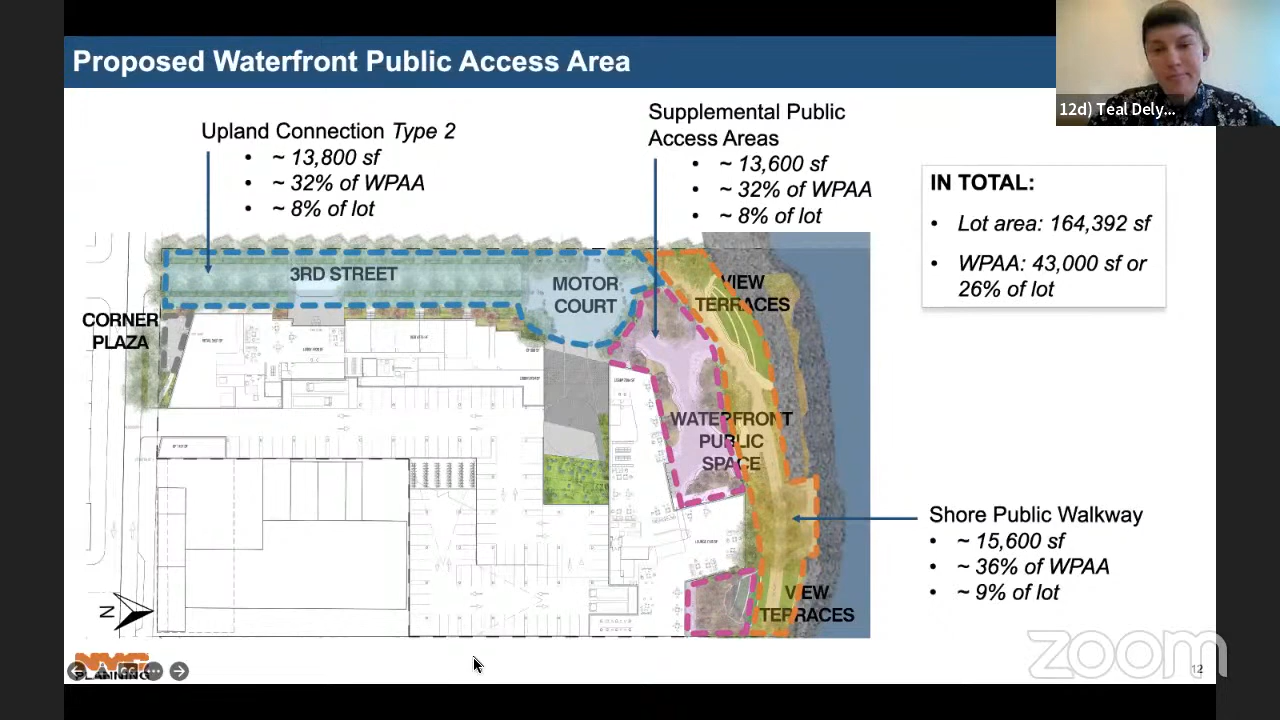 Proposed Waterfront Public Access Area
12d) Teal Dely...
Upland Connection Type 2
• ~ 13,800 sf
• ~ 32% of WPAA
• ~ 8% of lot
Supplemental Public
Access Areas
• ~ 13,600 sf
• ~ 32% of WPAA
• ~ 8% of lot
IN TOTAL:
• Lot area: 164,392 sf
• WPAA: 43,000 sf or
26% of lot
3RD STREET
MOTOR
COURT
VIEW
TERRACES
CORNER
PLAZA
WATERFRONT
PUBLIC
SPACE
Shore Public Walkway
• ~ 15,600 sf
• ~ 36% of WPAA
• ~ 9% of lot
VIEW
TERRACES
N
NYC
PLANNING
zoom
12